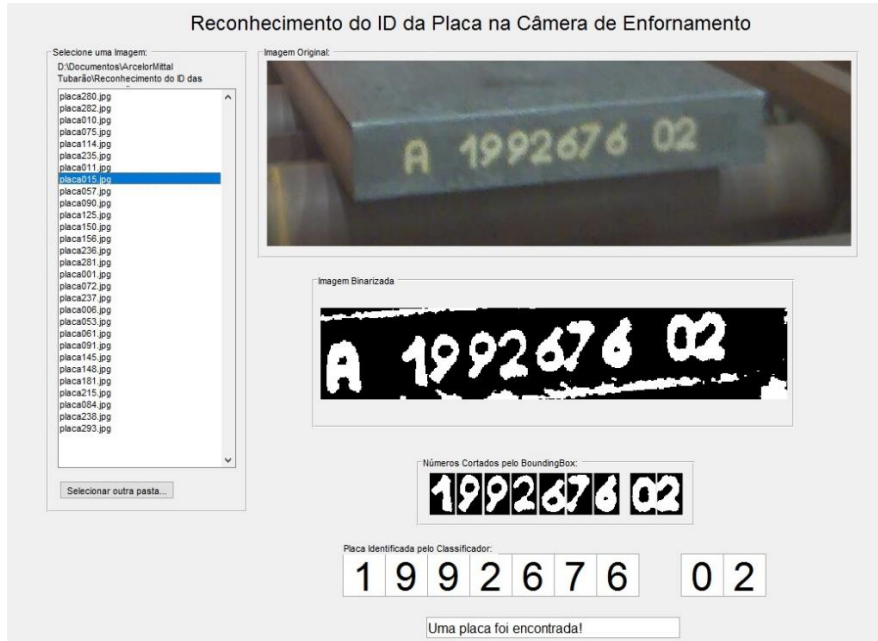 Reconhecimento do ID da Placa na Câmera de Enfornamento
Selecione uma Imagem:
D:\Documentos\ArcelorMittal
Tubarão\Reconhecimento do ID das
placa280.jpg
placa282.jpg
placa010.jpg
placa075.jpg
placa114.jpg
placa235.jpg
placa011.jpg
placa015.jpg
placa057.jpg
placa090.jpg
placa125.jpg
placa150.jpg
placa156.jpg
placa236.jpg
placa281.jpg
placa001.jpg
placa072.jpg
placa237.jpg
placa006.jpg
placa053.jpg
placa061.jpg
placa091.jpg
placa145.jpg
placa148.jpg
placa181.jpg
placa215.jpg
placa084.jpg
placa238.jpg
placa293.jpg
Selecionar outra pasta...
Imagem Original:
A 1992676 02
Imagem Binarizada
A 1992676 02
Números Cortados pelo BoundingBox:
1992676 02
Placa Identificada pelo Classificador:
1 9 9 2 6 7 6 0 2
Uma placa foi encontrada!